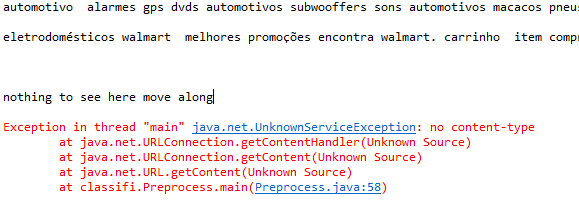 automotivo  alarmes gps dvds automotivos subwooffers sons automotivos macacos pneus
eletrodomésticos walmart  melhores promoções encontra walmart. carrinho  item compr
nothing to see here move along
Exception in thread "main" java.net.UnknownServiceException: no content-type
        at java.net.URLConnection.getContentHandler(Unknown Source)
        at java.net.URLConnection.getContent(Unknown Source)
        at java.net.URL.getContent(Unknown Source)
        at classifi.Preprocess.main(Preprocess.java:58)